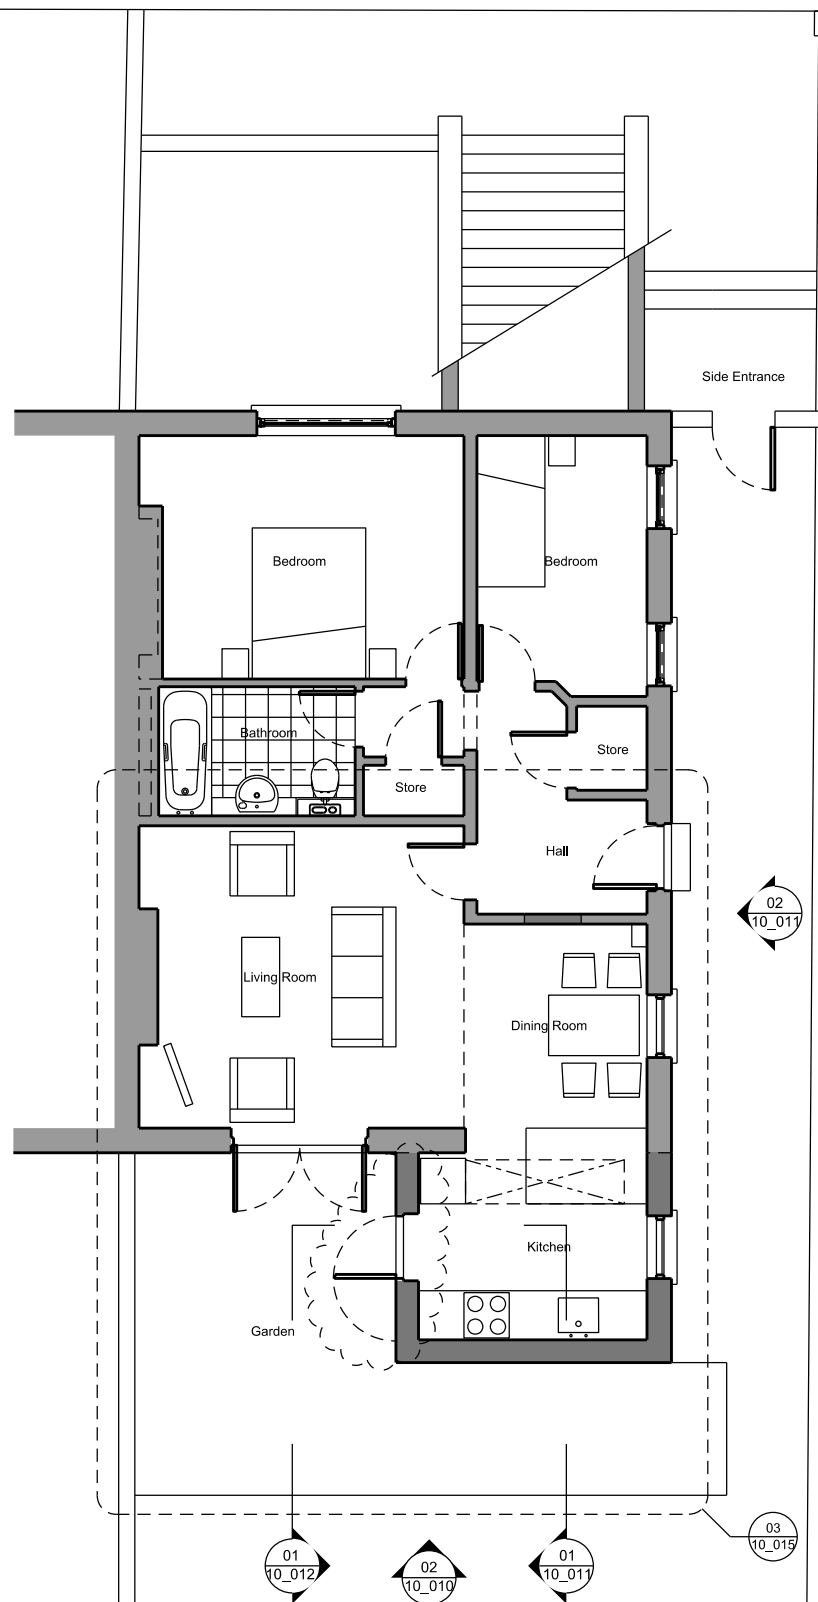 Side Entrance
Bedroom
Bedroom
Bathroom
Store
Store
Hall
02
10_011
Living Room
Dining Room
Kitchen
Garden
03
10_015
01
10_012
02
10_010
01
10_011